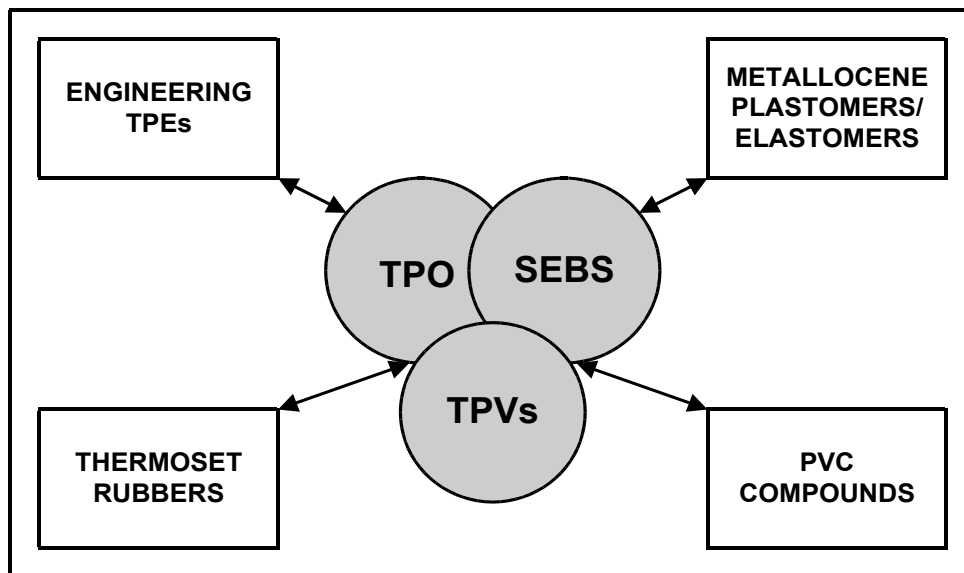 ENGINEERING
TPEs
METALLOCENE
PLASTOMERS/
ELASTOMERS
TPO
SEBS
TPVs
THERMOSET
RUBBERS
PVC
COMPOUNDS